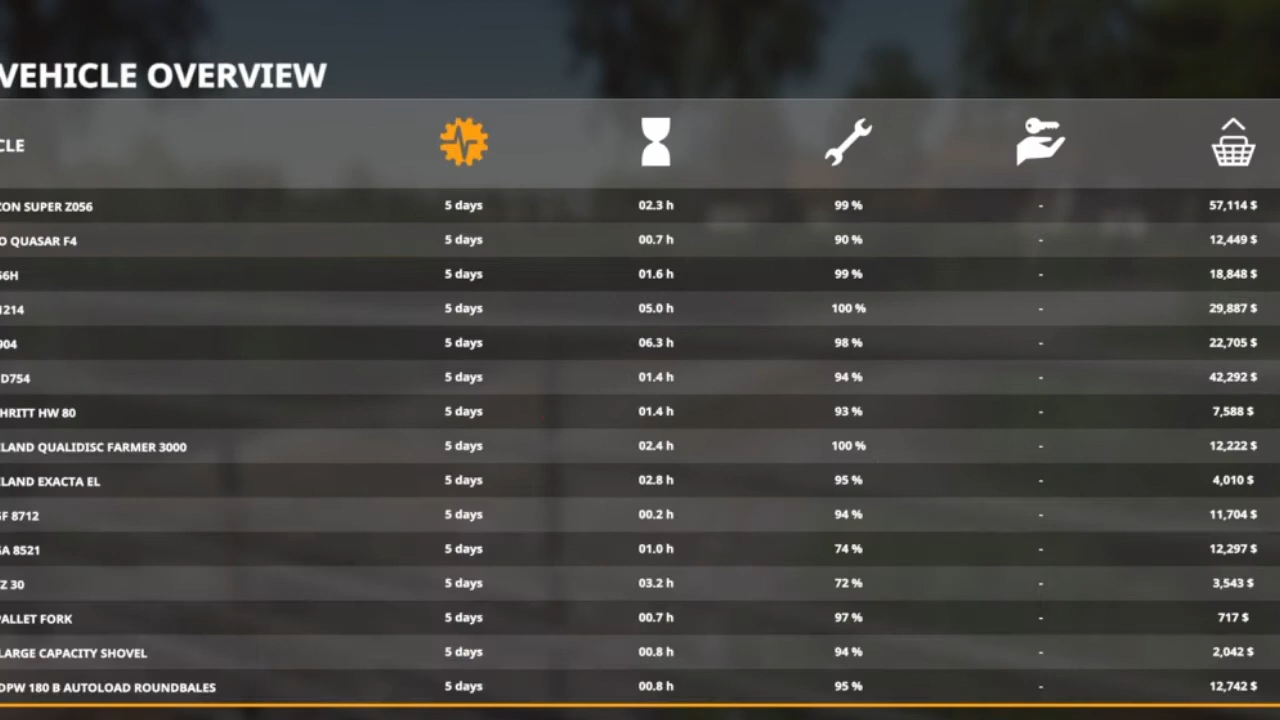 VEHICLE OVERVIEW
CLE
ZON SUPER Z056 5 days 02.3 h 99 % - 57,114 $
O QUASAR F4 5 days 00.7 h 90 % - 12,449 $
56H 5 days 01.6 h 99 % - 18,848 $
1214 5 days 05.0 h 100 % - 29,887 $
904 5 days 06.3 h 98 % - 22,705 $
D754 5 days 01.4 h 94 % - 42,292 $
HRITT HW 80 5 days 01.4 h 93 % - 7,588 $
LAND QUALIDISC FARMER 3000 5 days 02.4 h 100 % - 12,222 $
LAND EXACTA EL 5 days 02.8 h 95 % - 4,010 $
GF 8712 5 days 00.2 h 94 % - 11,704 $
GA 8521 5 days 01.0 h 74 % - 12,297 $
Z 30 5 days 03.2 h 72 % - 3,543 $
PALLET FORK 5 days 00.7 h 97 % - 717 $
LARGE CAPACITY SHOVEL 5 days 00.8 h 94 % - 2,042 $
DPW 180 B AUTOLOAD ROUNDBALES 5 days 00.8 h 95 % - 12,742 $